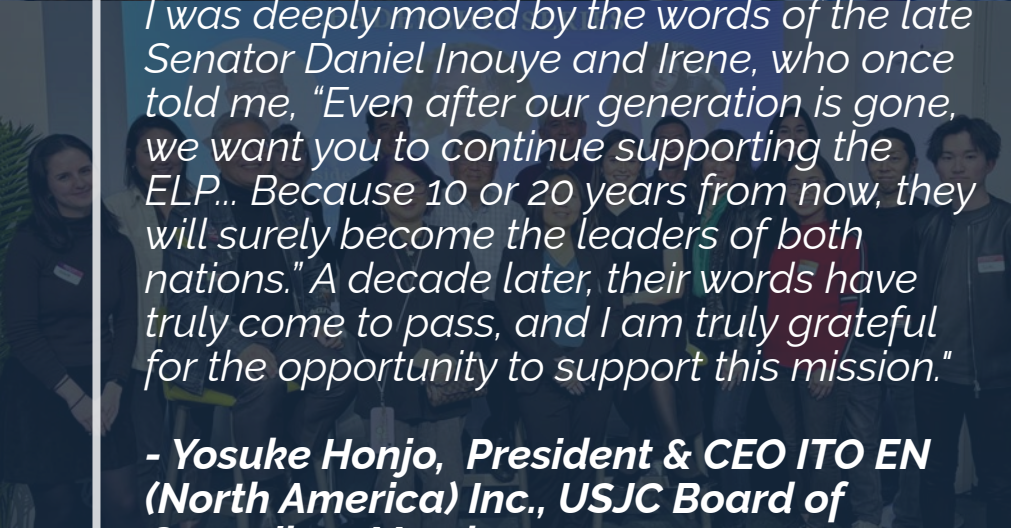 I was deeply moved by the words of the late
Senator Daniel Inouye and Irene, who once
told me, “Even after our generation is gone,
we want you to continue supporting the
ELP... Because 10 or 20 years from now, they
will surely become the leaders of both
nations.” A decade later, their words have
truly come to pass, and I am truly grateful
for the opportunity to support this mission."
- Yosuke Honjo,  President & CEO ITO EN
(North America) Inc., USJC Board of